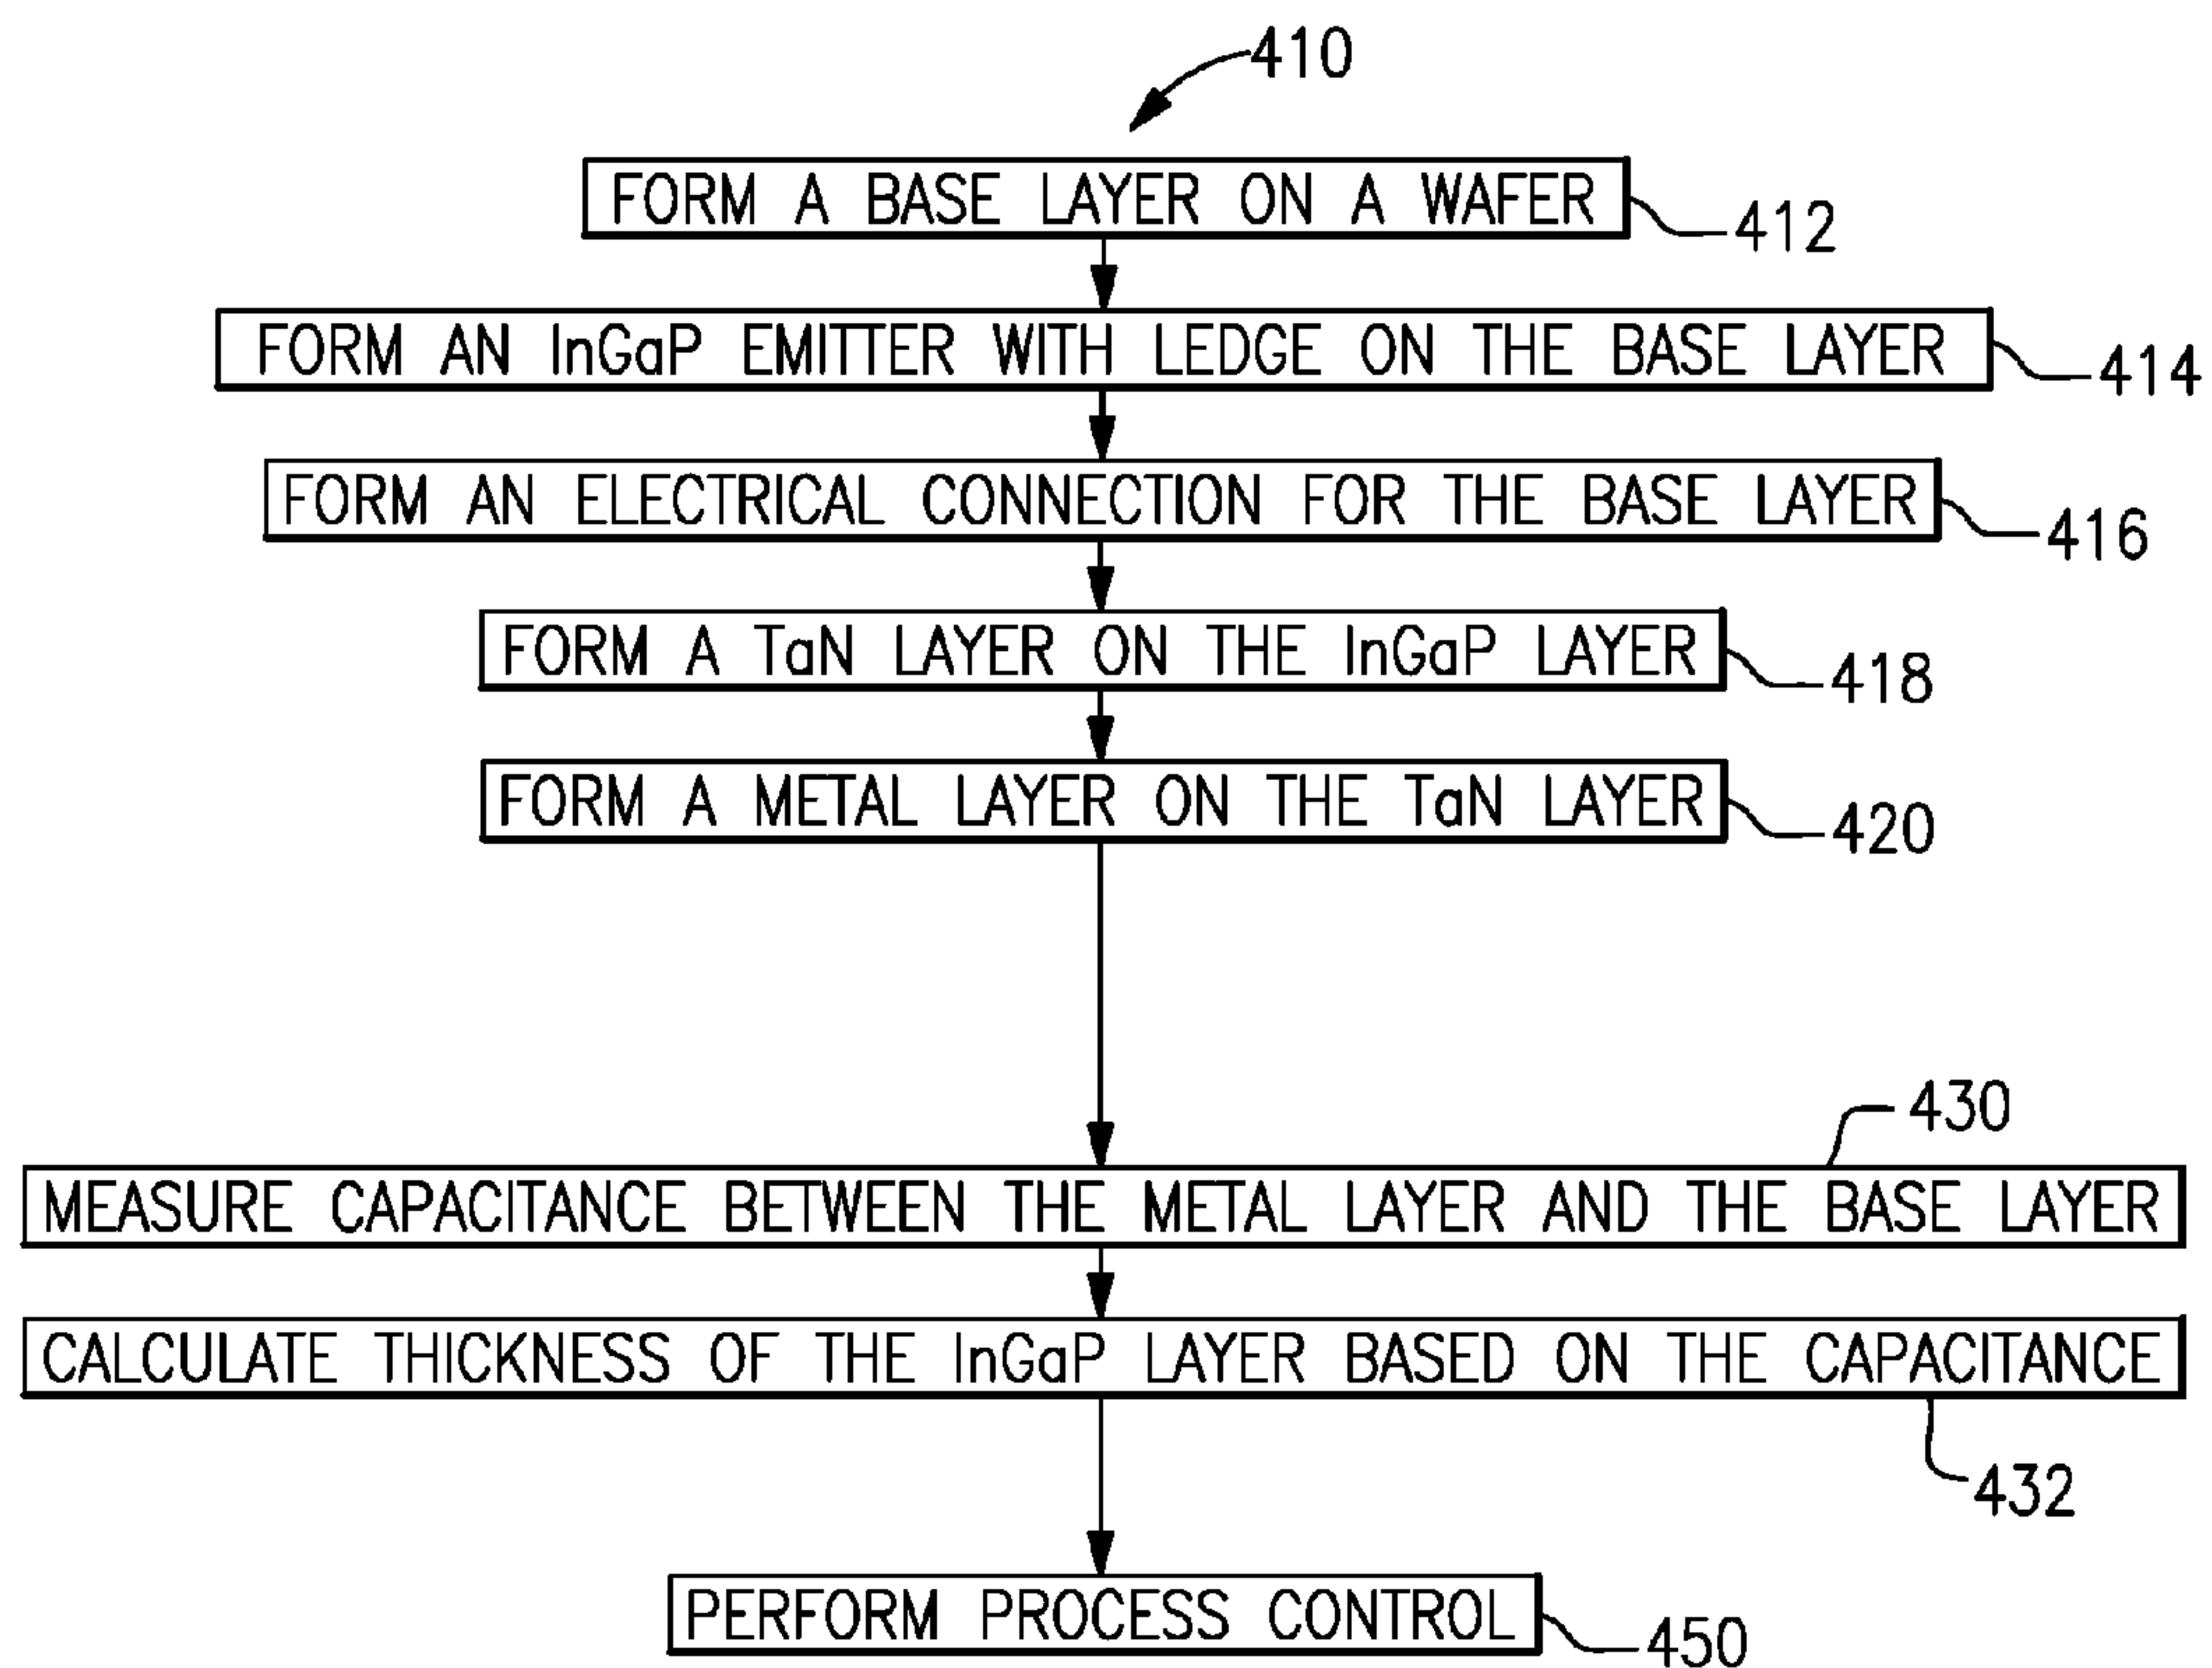 410
FORM A BASE LAYER ON A WAFER
412
FORM AN InGaP EMITTER WITH LEDGE ON THE BASE LAYER
414
FORM AN ELECTRICAL CONNECTION FOR THE BASE LAYER
416
FORM A TaN LAYER ON THE InGaP LAYER
418
FORM A METAL LAYER ON THE TaN LAYER
420
430
MEASURE CAPACITANCE BETWEEN THE METAL LAYER AND THE BASE LAYER
CALCULATE THICKNESS OF THE InGaP LAYER BASED ON THE CAPACITANCE
432
PERFORM PROCESS CONTROL
450